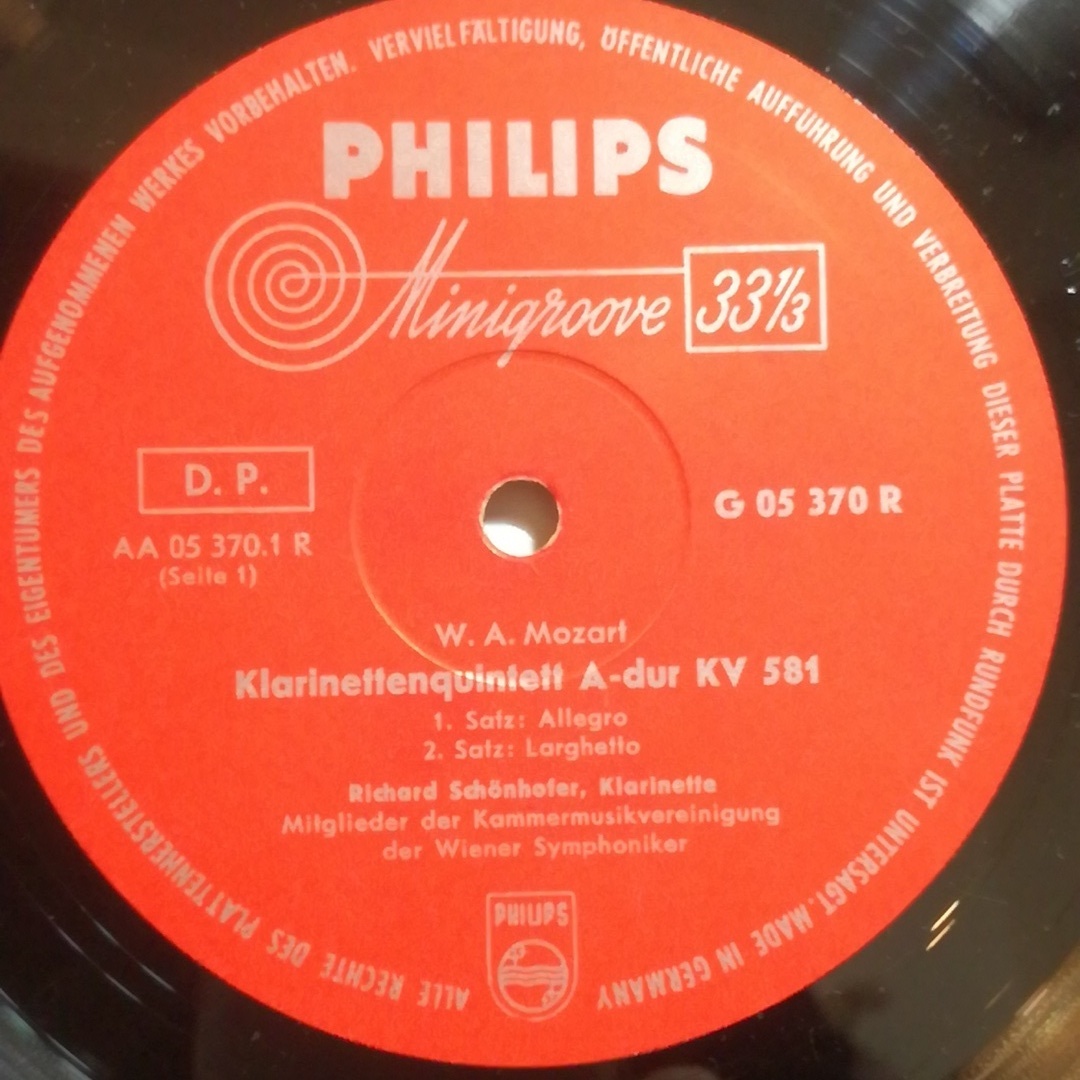 ALLE RECHTE DES PLATTENHERSTELLERS UND DES EIGENTUMERS DES AUFGENOMMENEN WERKES VORBEHALTEN. VERVIELFÄLTIGUNG, ÖFFENTLICHE AUFFUHRUNG UND VERBREITUNG DIESER PLATTE DURCH RUNDFUNK IST UNTERSAGT. MADE IN GERMANY
PHILIPS
Minigroove 33⅓
D. P.
G 05 370 R
AA 05 370.1 R
(Seite 1)
W. A. Mozart
Klarinettenquintett A-dur KV 581
1. Satz: Allegro
2. Satz: Larghetto
Richard Schönhofer, Klarinette
Mitglieder der Kammermusikvereinigung
der Wiener Symphoniker
PHILIPS